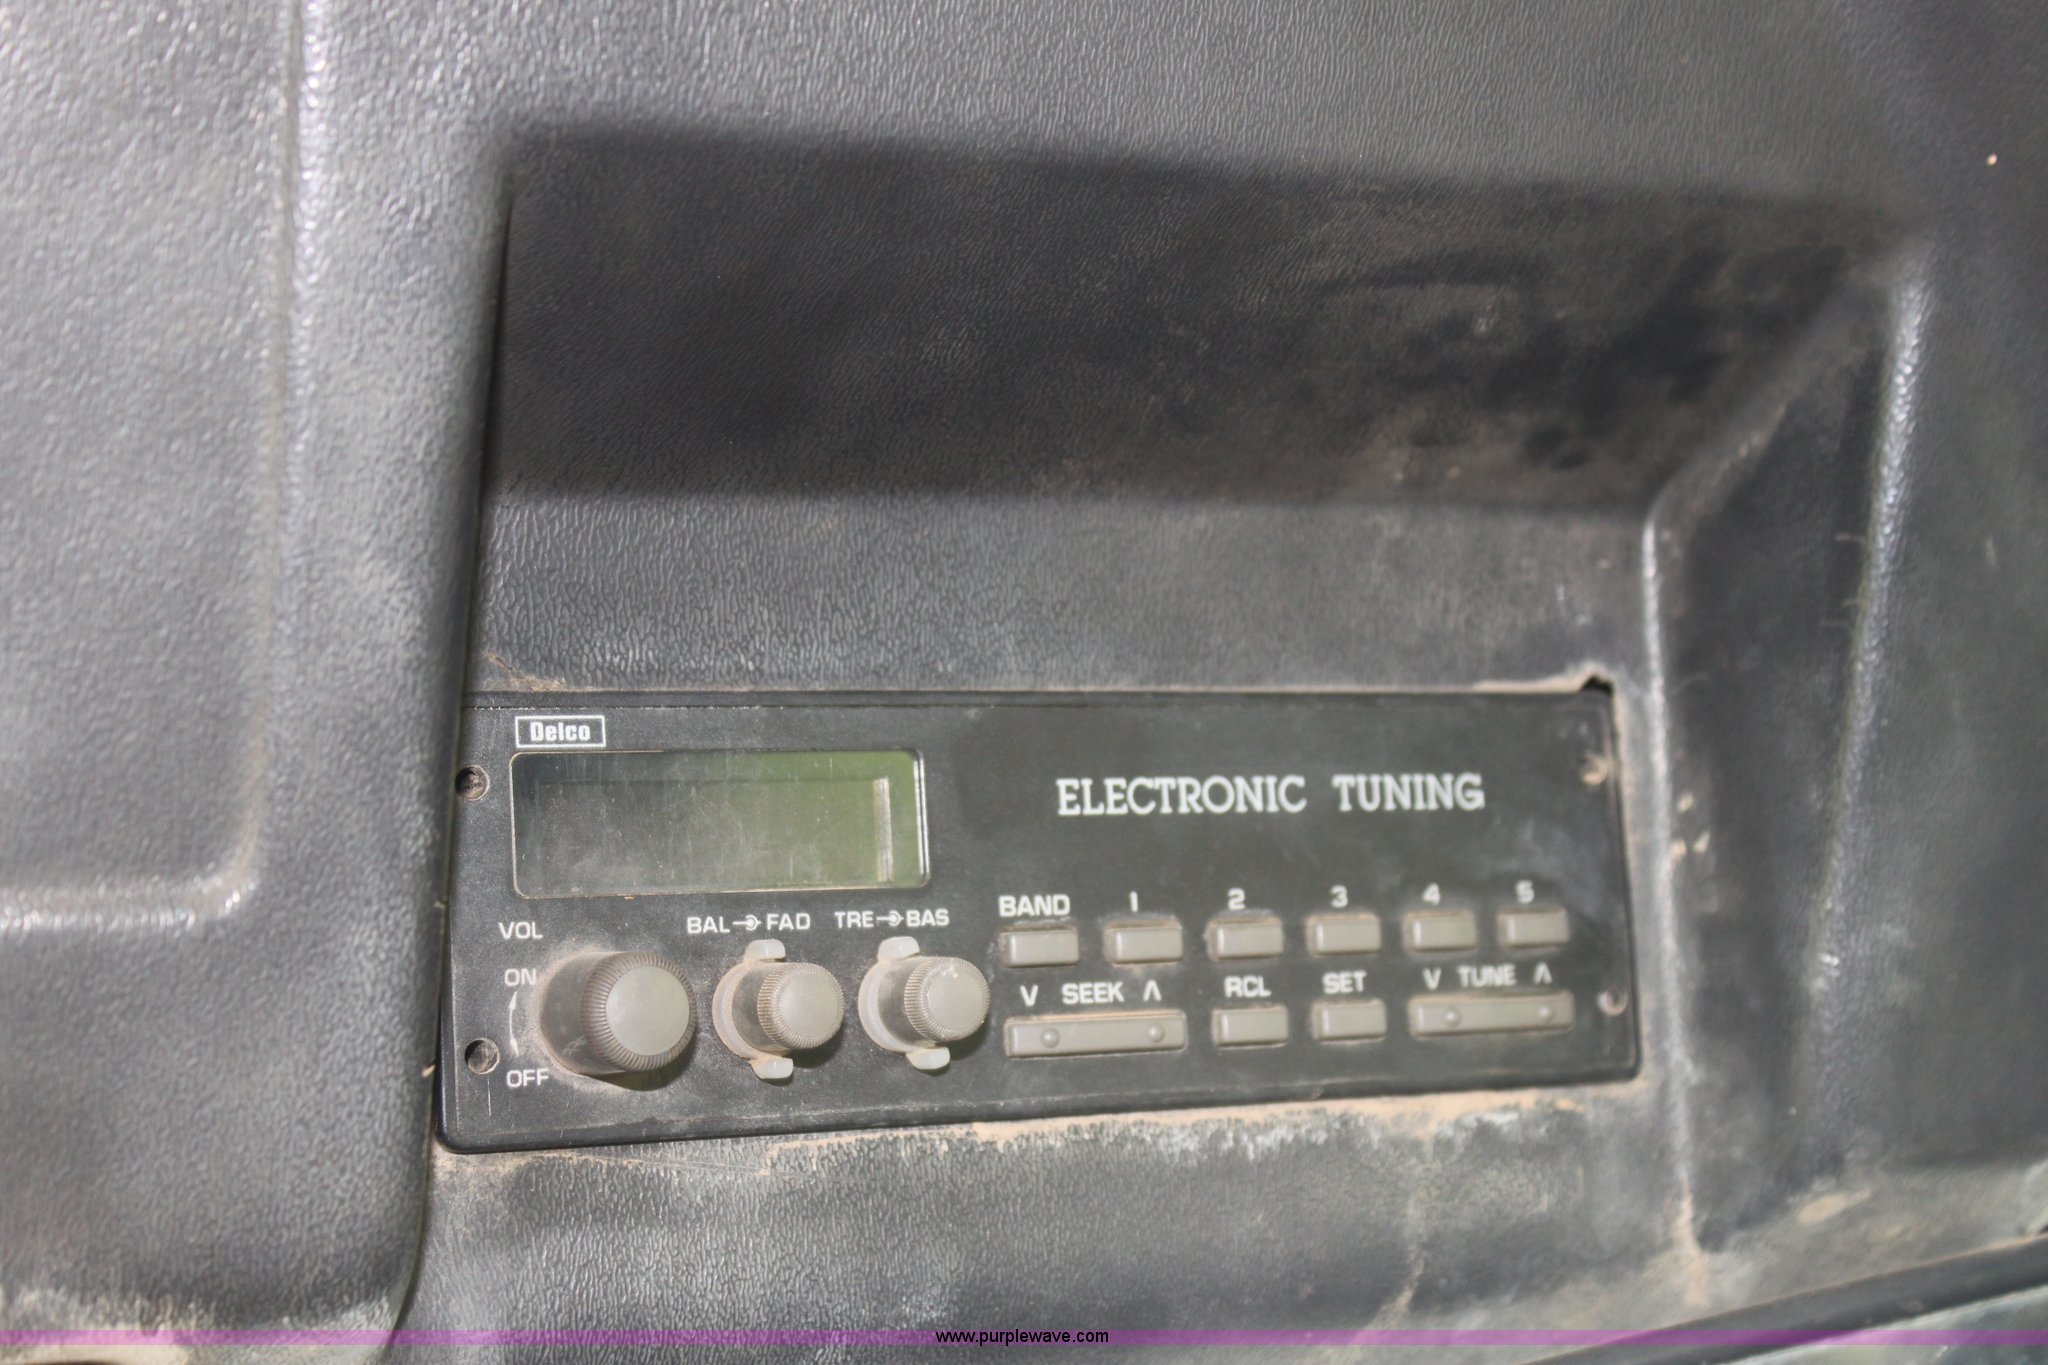 Delco
ELECTRONIC TUNING
VOL
BAL FAD TRE BAS
BAND 1 2 3 4 5
ON
V SEEK Λ RCL SET V TUNE Λ
OFF
www.purplewave.com